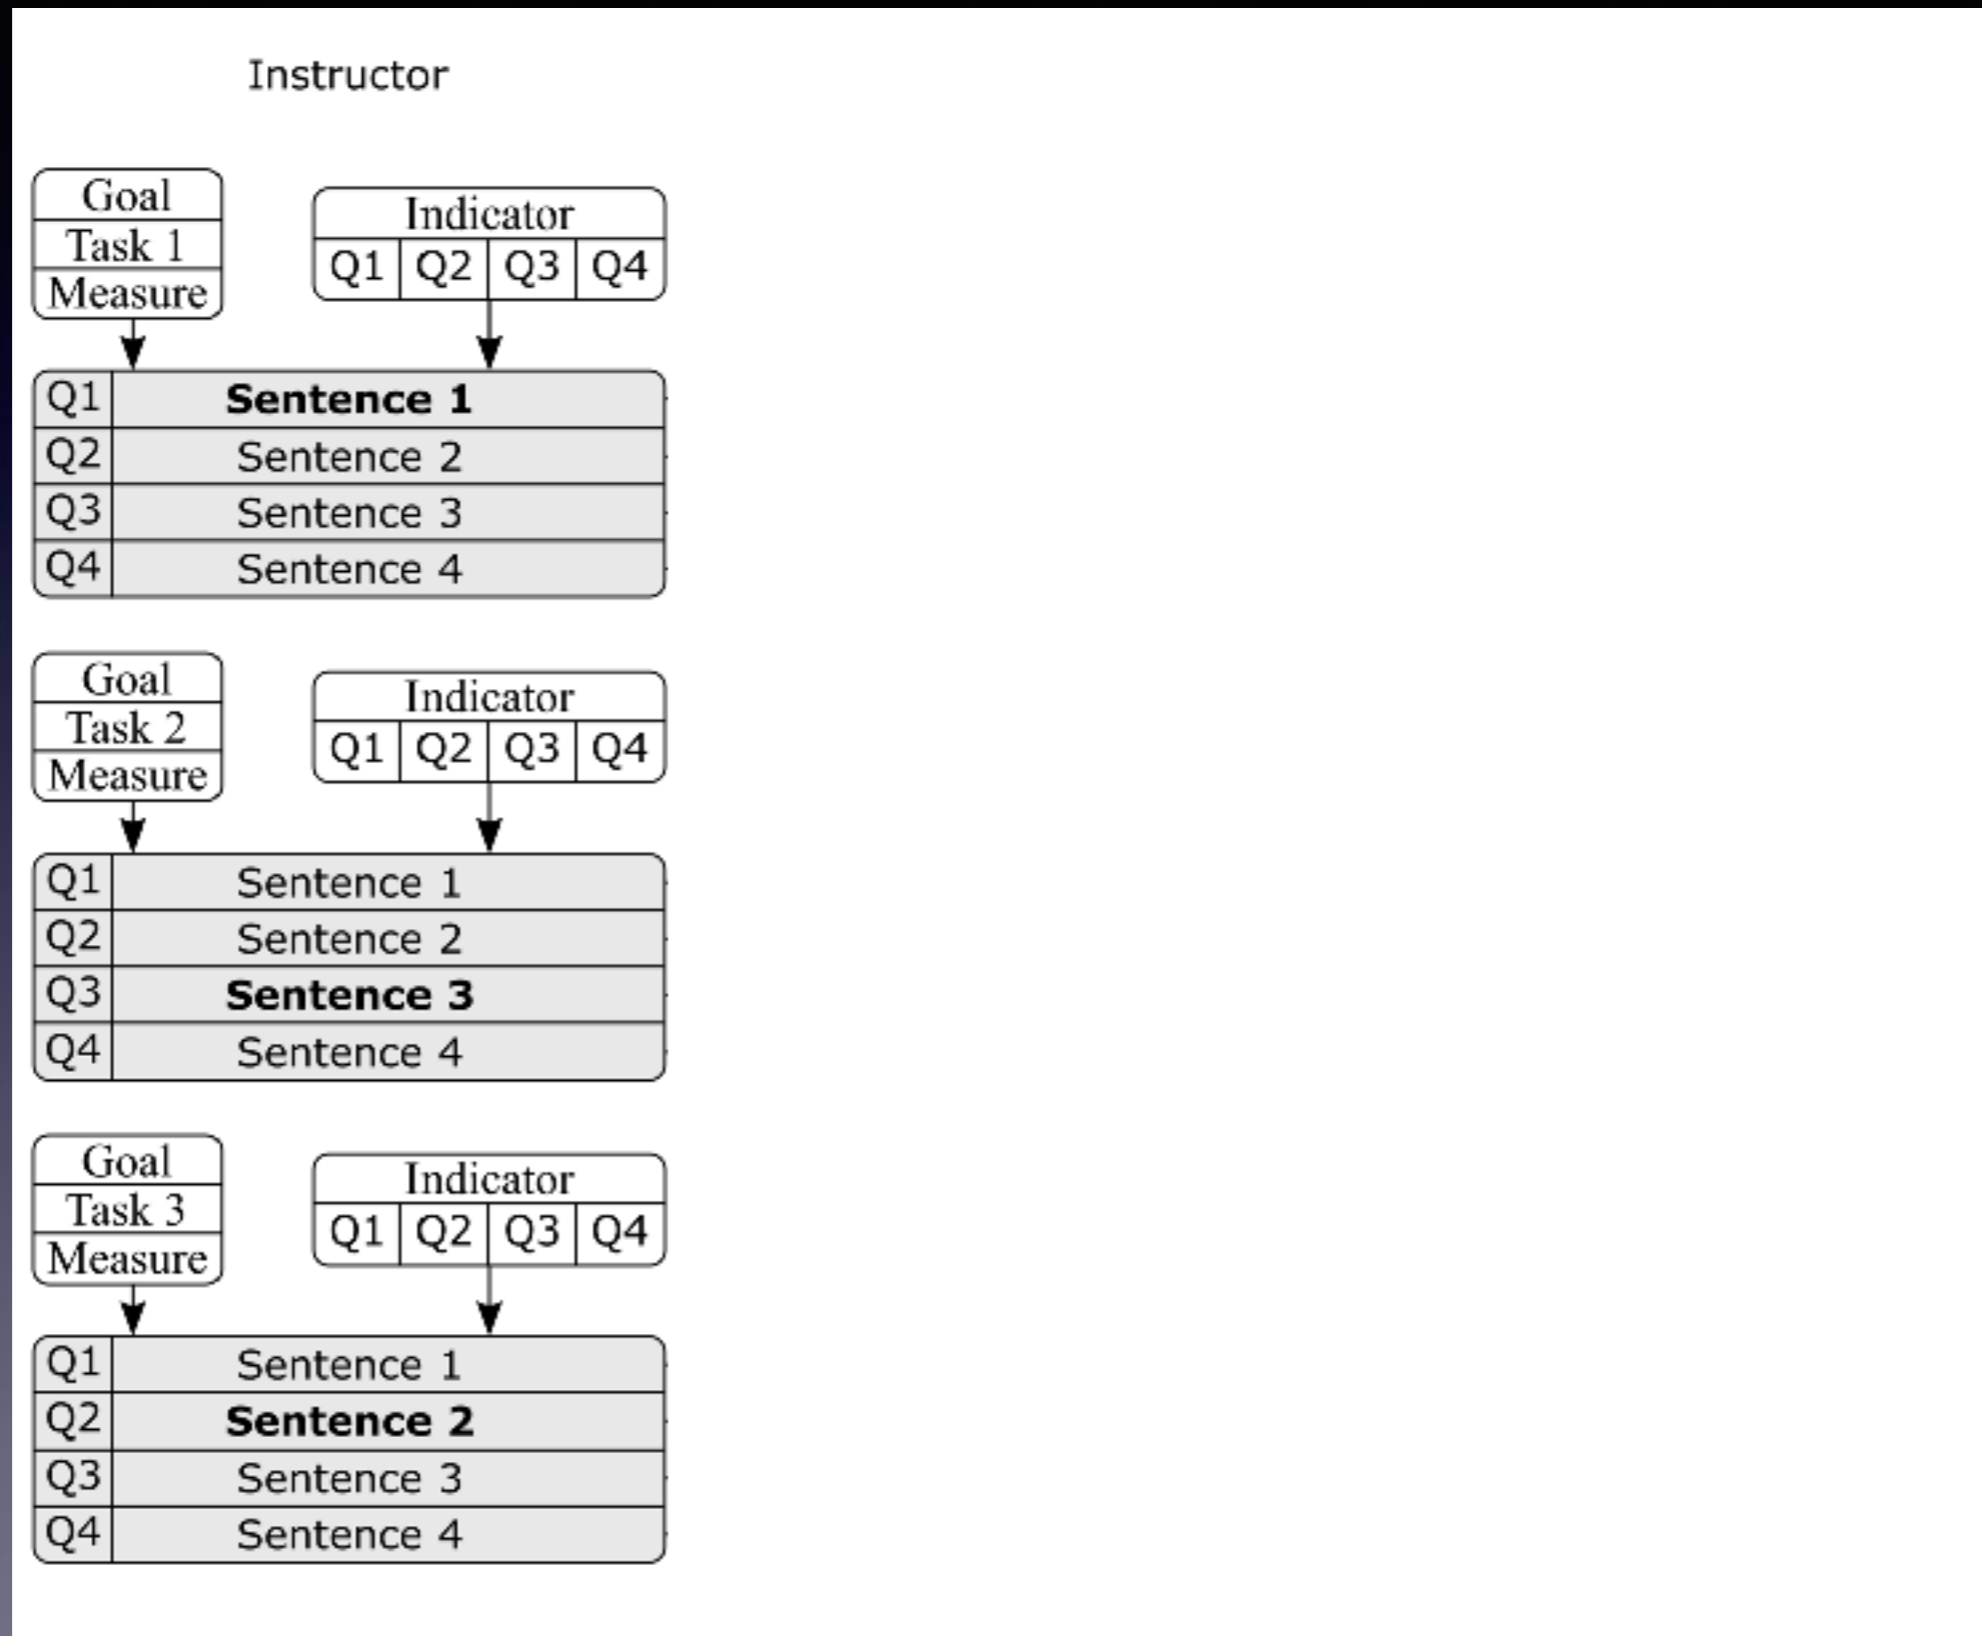 Instructor
Goal
Task 1
Measure
Indicator
Q1 Q2 Q3 Q4
Q1 Sentence 1
Q2 Sentence 2
Q3 Sentence 3
Q4 Sentence 4
Goal
Task 2
Measure
Indicator
Q1 Q2 Q3 Q4
Q1 Sentence 1
Q2 Sentence 2
Q3 Sentence 3
Q4 Sentence 4
Goal
Task 3
Measure
Indicator
Q1 Q2 Q3 Q4
Q1 Sentence 1
Q2 Sentence 2
Q3 Sentence 3
Q4 Sentence 4